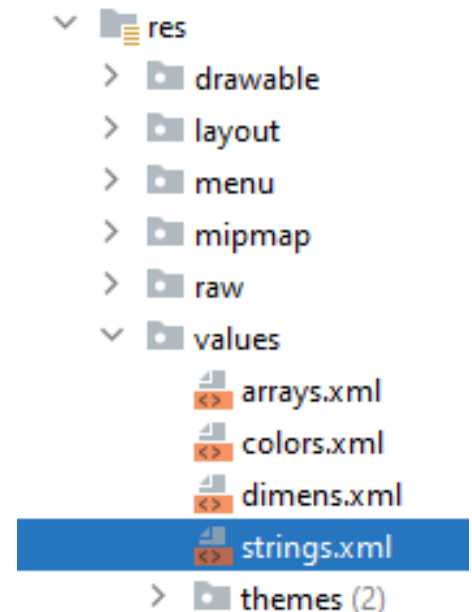 res
drawable
layout
menu
mipmap
raw
values
arrays.xml
colors.xml
dimens.xml
strings.xml
themes (2)